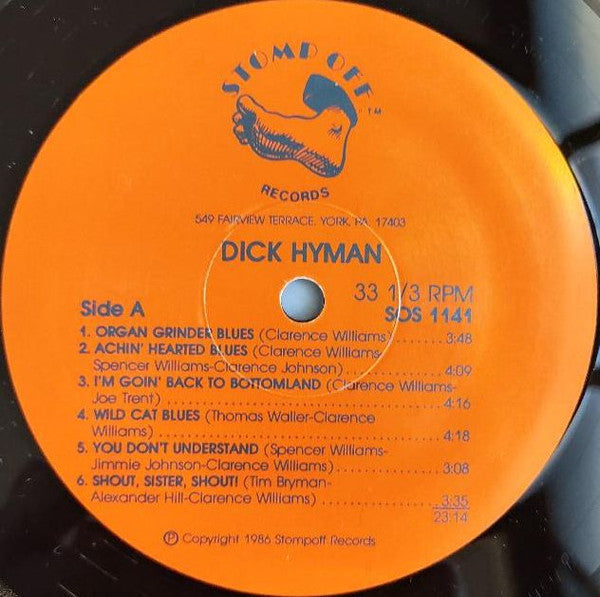 STOMP OFF
TM
RECORDS
549 FAIRVIEW TERRACE, YORK, PA. 17403
DICK HYMAN
Side A
33 1/3 RPM
SOS 1141
1. ORGAN GRINDER BLUES (Clarence Williams) 3:48
2. ACHIN' HEARTED BLUES (Clarence Williams-
Spencer Williams-Clarence Johnson) 4:09
3. I'M GOIN' BACK TO BOTTOMLAND (Clarence Williams-
Joe Trent) 4:16
4. WILD CAT BLUES (Thomas Waller-Clarence
Williams) 4:18
5. YOU DON'T UNDERSTAND (Spencer Williams-
Jimmie Johnson-Clarence Williams) 3:08
6. SHOUT, SISTER, SHOUT! (Tim Bryman-
Alexander Hill-Clarence Williams) 3:35
23:14
Ⓟ Copyright 1986 Stompoff Records